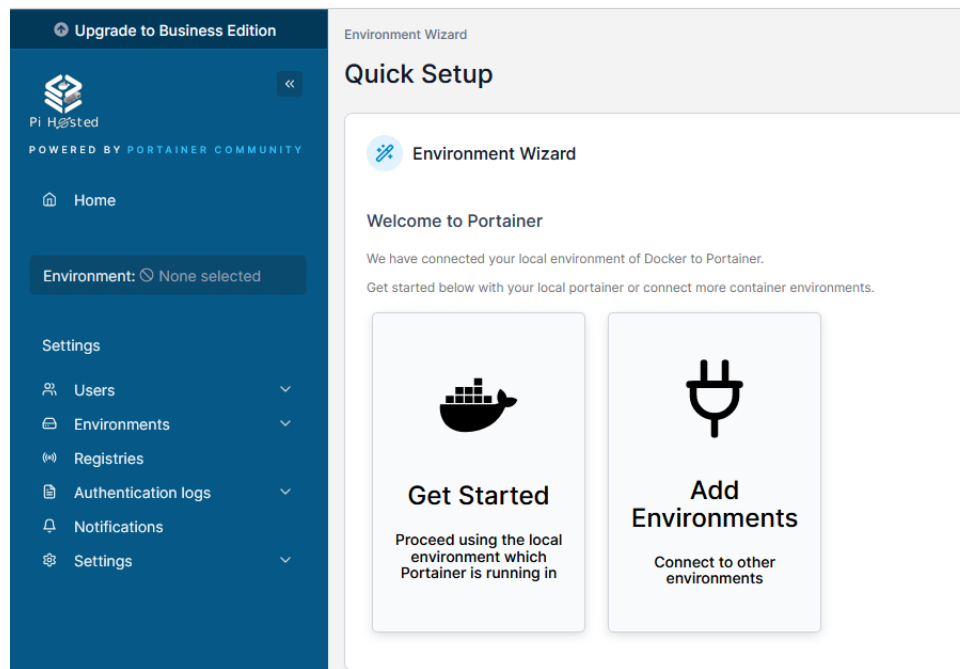 Upgrade to Business Edition
Pi Hosted
POWERED BY PORTAINER COMMUNITY
Home
Environment: None selected
Settings
Users
Environments
Registries
Authentication logs
Notifications
Settings
Environment Wizard
Quick Setup
Environment Wizard
Welcome to Portainer
We have connected your local environment of Docker to Portainer.
Get started below with your local portainer or connect more container environments.
Get Started
Proceed using the local
environment which
Portainer is running in
Add
Environments
Connect to other
environments